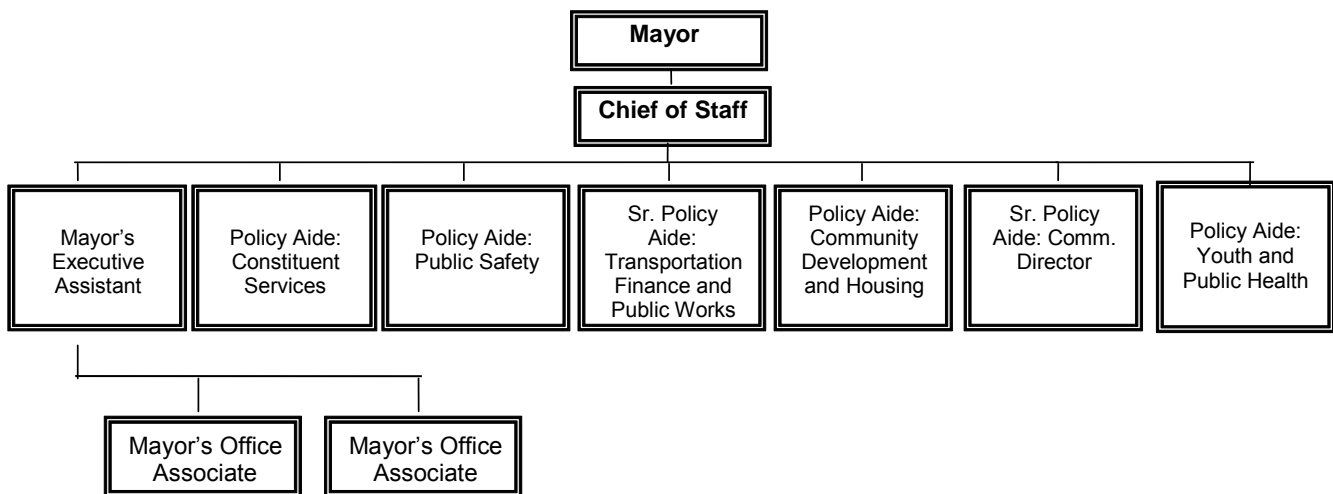 Mayor
Chief of Staff
Mayor’s
Executive
Assistant
Policy Aide:
Constituent
Services
Policy Aide:
Public Safety
Sr. Policy
Aide:
Transportation
Finance and
Public Works
Policy Aide:
Community
Development
and Housing
Sr. Policy
Aide: Comm.
Director
Policy Aide:
Youth and
Public Health
Mayor’s Office
Associate
Mayor’s Office
Associate